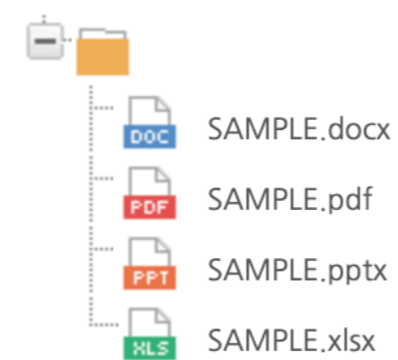 DOC SAMPLE.docx
PDF SAMPLE.pdf
PPT SAMPLE.pptx
XLS SAMPLE.xlsx